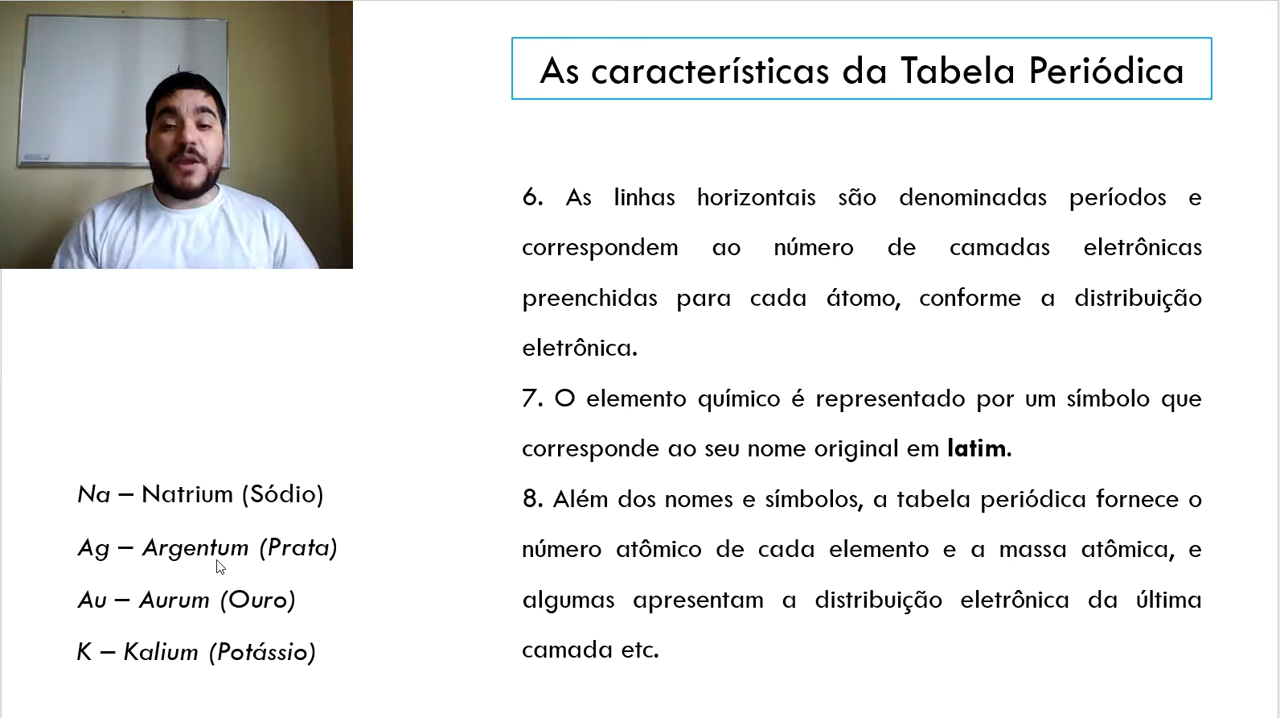 As características da Tabela Periódica
6. As linhas horizontais são denominadas períodos e
correspondem ao número de camadas eletrônicas
preenchidas para cada átomo, conforme a distribuição
eletrônica.
7. O elemento químico é representado por um símbolo que
corresponde ao seu nome original em latim.
8. Além dos nomes e símbolos, a tabela periódica fornece o
número atômico de cada elemento e a massa atômica, e
algumas apresentam a distribuição eletrônica da última
camada etc.
Na – Natrium (Sódio)
Ag – Argentum (Prata)
Au – Aurum (Ouro)
K – Kalium (Potássio)